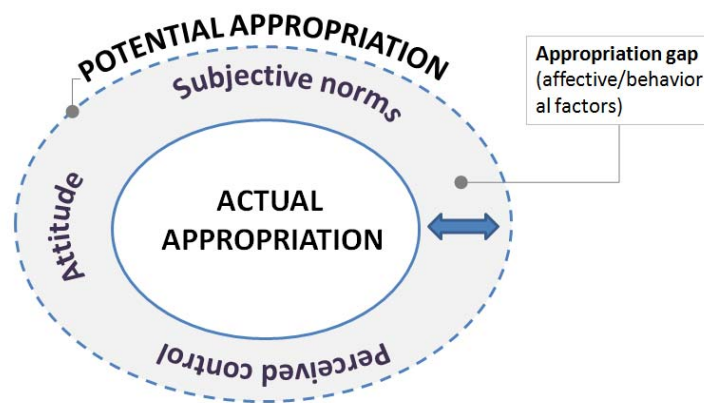 POTENTIAL APPROPRIATION
Subjective norms
Attitude
ACTUAL
APPROPRIATION
Perceived control
Appropriation gap
(affective/behavior
al factors)